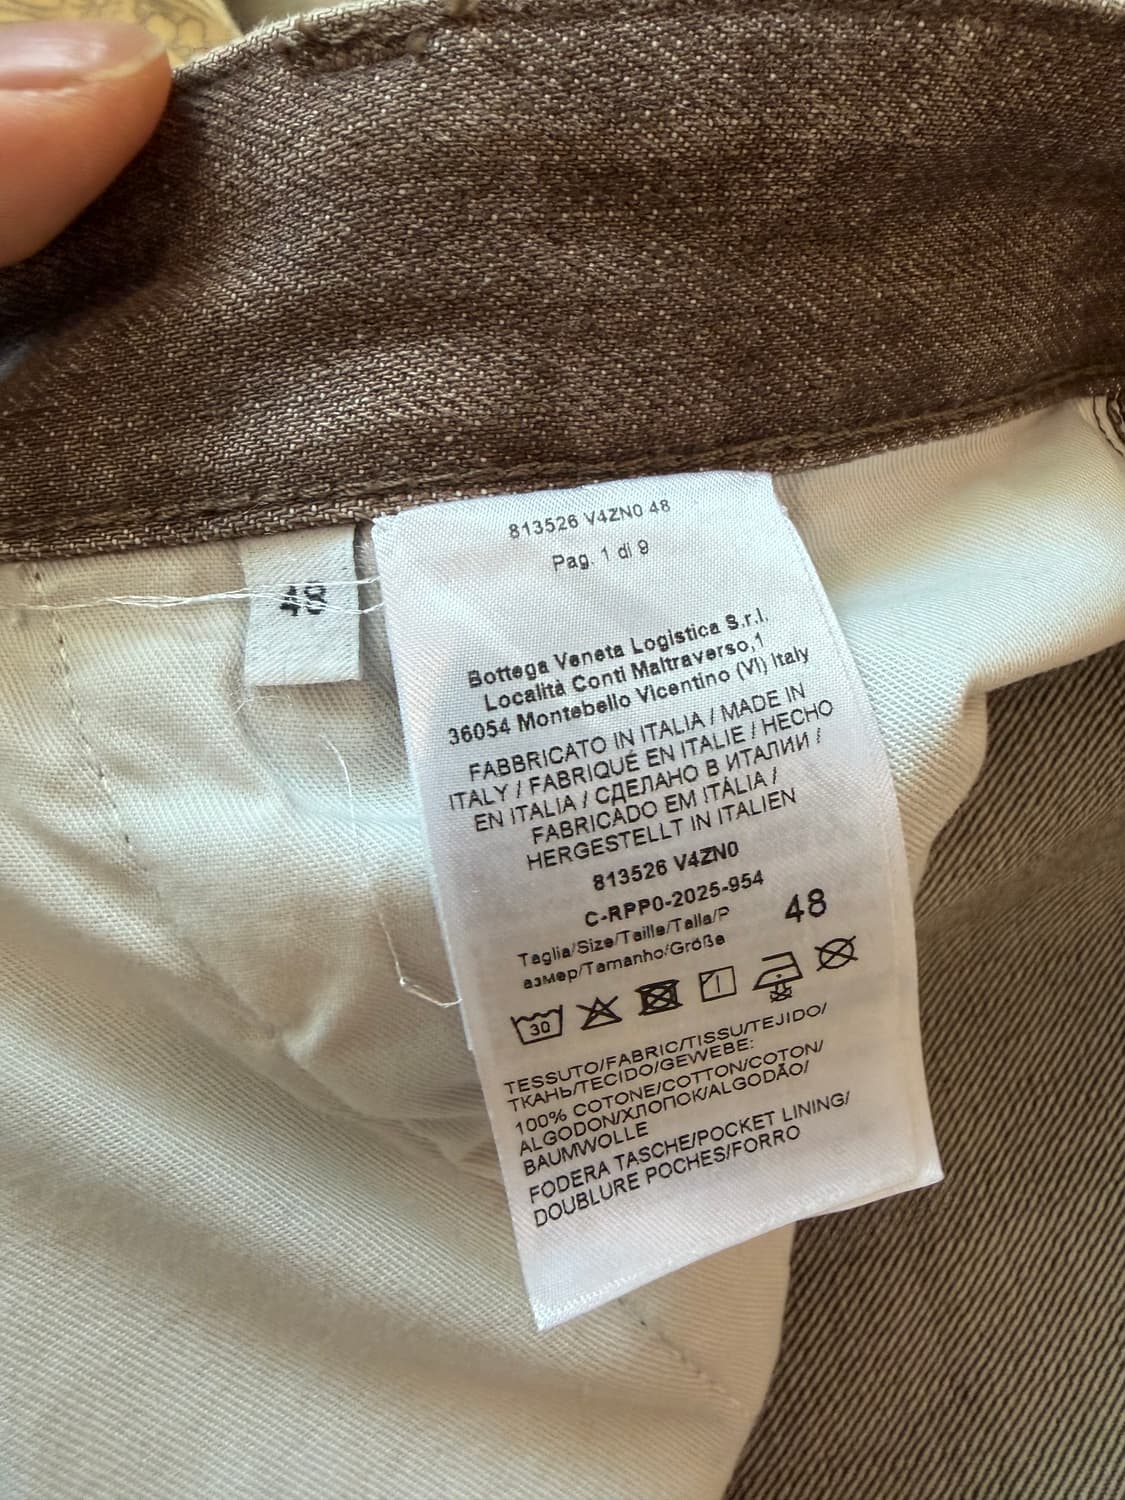 813526 V4ZN0 48
Pag. 1 di 9
48
Bottega Veneta Logistica S.r.l.
Località Conti Maltraverso,1
36054 Montebello Vicentino (VI) Italy
FABBRICATO IN ITALIA / MADE IN
ITALY / FABRIQUÉ EN ITALIE / HECHO
EN ITALIA / СДЕЛАНО В ИТАЛИИ /
FABRICADO EM ITÁLIA /
HERGESTELLT IN ITALIEN
813526 V4ZN0
C-RPP0-2025-954
Taglia/Size/Taille/Talla/Р
азмер/Tamanho/Größe
48
30
TESSUTO/FABRIC/TISSU/TEJIDO/
ТКАНЬ/TECIDO/GEWEBE:
100% COTONE/COTTON/COTON/
ALGODON/ХЛОПОК/ALGODÃO/
BAUMWOLLE
FODERA TASCHE/POCKET LINING/
DOUBLURE POCHES/FORRO